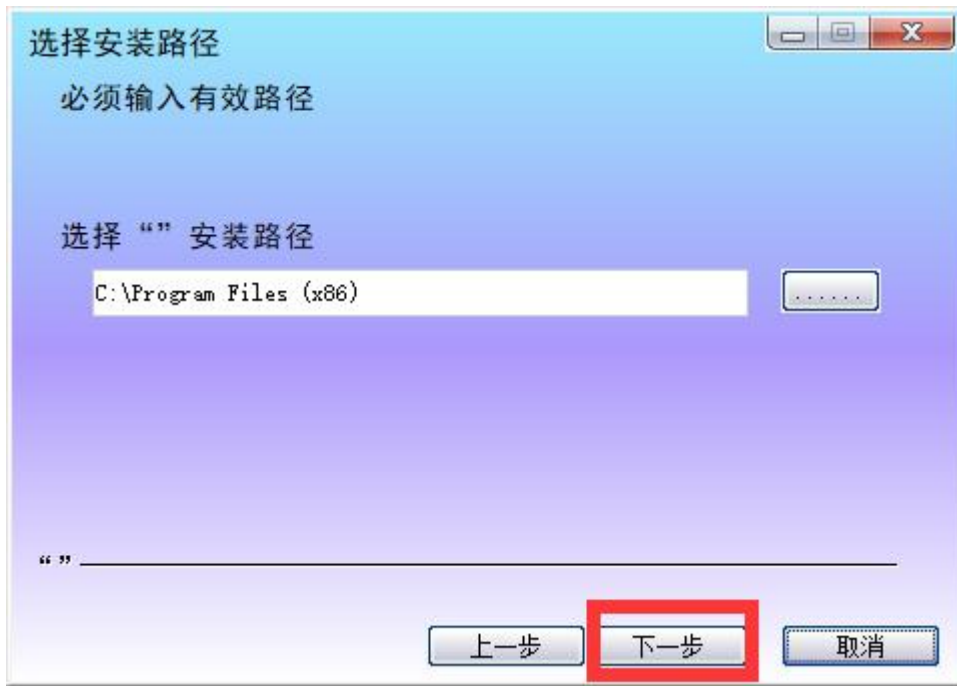 选择安装路径
必须输入有效路径
选择“”安装路径
C:\Program Files (x86)
......
“”
上一步
下一步
取消